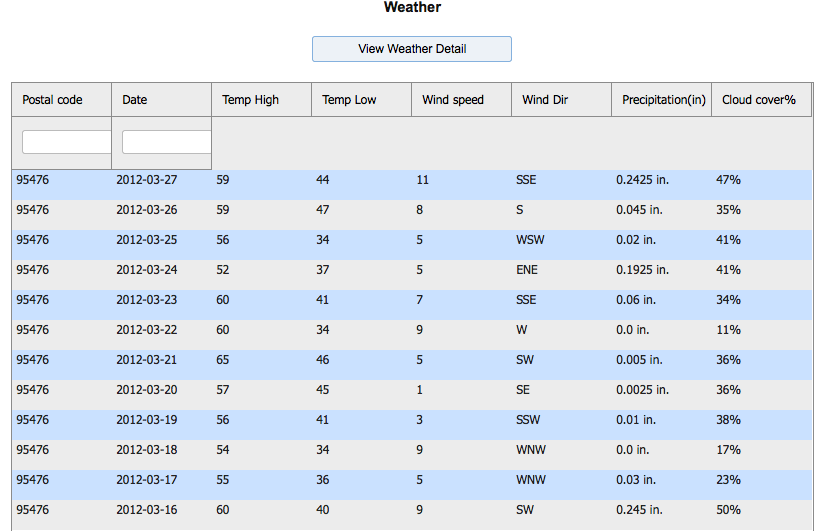 Weather
View Weather Detail
Postal code Date Temp High Temp Low Wind speed Wind Dir Precipitation(in) Cloud cover%
95476 2012-03-27 59 44 11 SSE 0.2425 in. 47%
95476 2012-03-26 59 47 8 S 0.045 in. 35%
95476 2012-03-25 56 34 5 WSW 0.02 in. 41%
95476 2012-03-24 52 37 5 ENE 0.1925 in. 41%
95476 2012-03-23 60 41 7 SSE 0.06 in. 34%
95476 2012-03-22 60 34 9 W 0.0 in. 11%
95476 2012-03-21 65 46 5 SW 0.005 in. 36%
95476 2012-03-20 57 45 1 SE 0.0025 in. 36%
95476 2012-03-19 56 41 3 SSW 0.01 in. 38%
95476 2012-03-18 54 34 9 WNW 0.0 in. 17%
95476 2012-03-17 55 36 5 WNW 0.03 in. 23%
95476 2012-03-16 60 40 9 SW 0.245 in. 50%